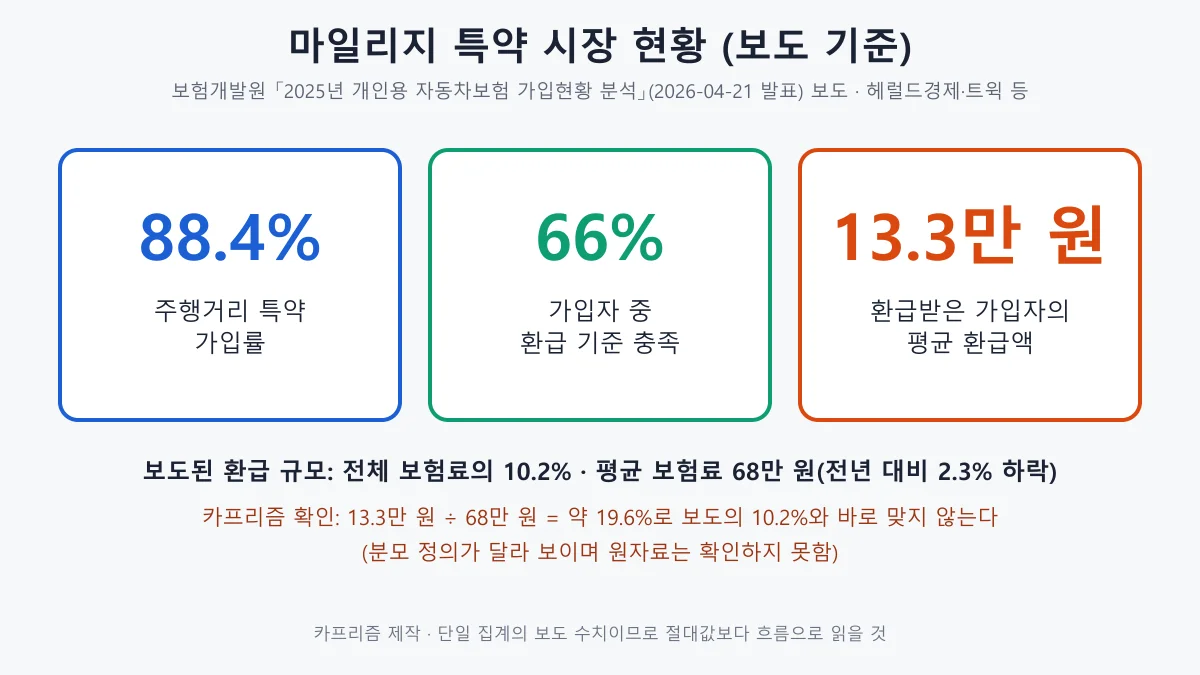 마일리지 특약 시장 현황 (보도 기준)
보험개발원 「2025년 개인용 자동차보험 가입현황 분석」(2026-04-21 발표) 보도 · 헤럴드경제·트윅 등
88.4%
주행거리 특약
가입률
66%
가입자 중
환급 기준 충족
13.3만 원
환급받은 가입자의
평균 환급액
보도된 환급 규모: 전체 보험료의 10.2% · 평균 보험료 68만 원(전년 대비 2.3% 하락)
카프리즘 확인: 13.3만 원 ÷ 68만 원 = 약 19.6%로 보도의 10.2%와 바로 맞지 않는다
(분모 정의가 달라 보이며 원자료는 확인하지 못함)
카프리즘 제작 · 단일 집계의 보도 수치이므로 절대값보다 흐름으로 읽을 것